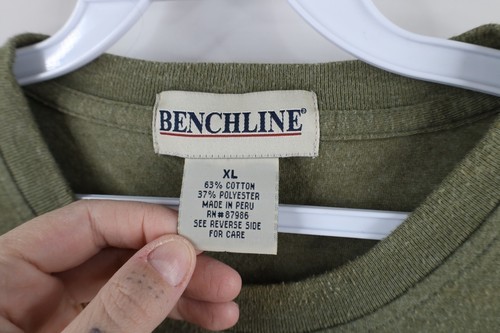 BENCHLINE®
XL
63% COTTON
37% POLYESTER
MADE IN PERU
RN# 87986
SEE REVERSE SIDE
FOR CARE